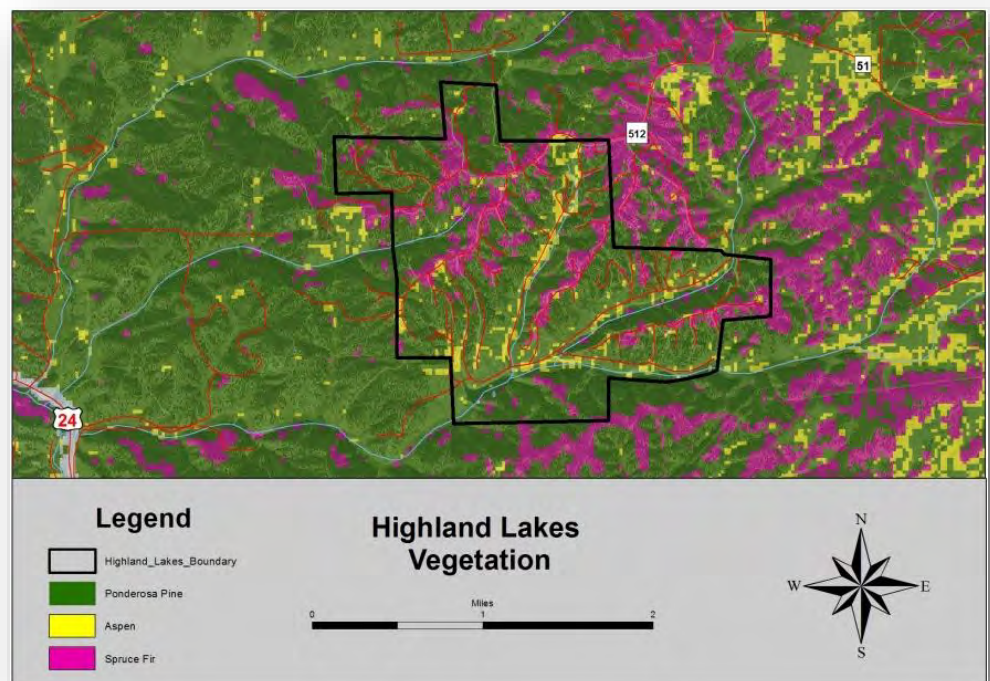 51
512
24
Legend
Highland_Lakes_Boundary
Ponderosa Pine
Aspen
Spruce Fir
Highland Lakes
Vegetation
Miles
0 1 2
N
W E
S